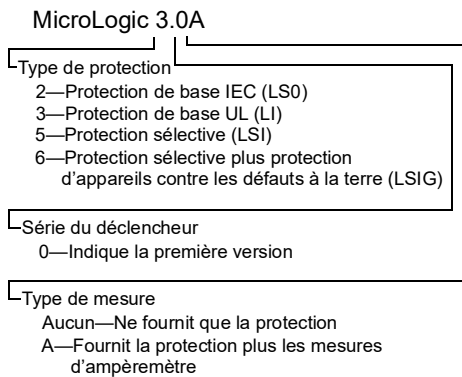 MicroLogic 3.0A
Type de protection
2—Protection de base IEC (LS0)
3—Protection de base UL (LI)
5—Protection sélective (LSI)
6—Protection sélective plus protection
d'appareils contre les défauts à la terre (LSIG)
Série du déclencheur
0—Indique la première version
Type de mesure
Aucun—Ne fournit que la protection
A—Fournit la protection plus les mesures
d'ampèremètre